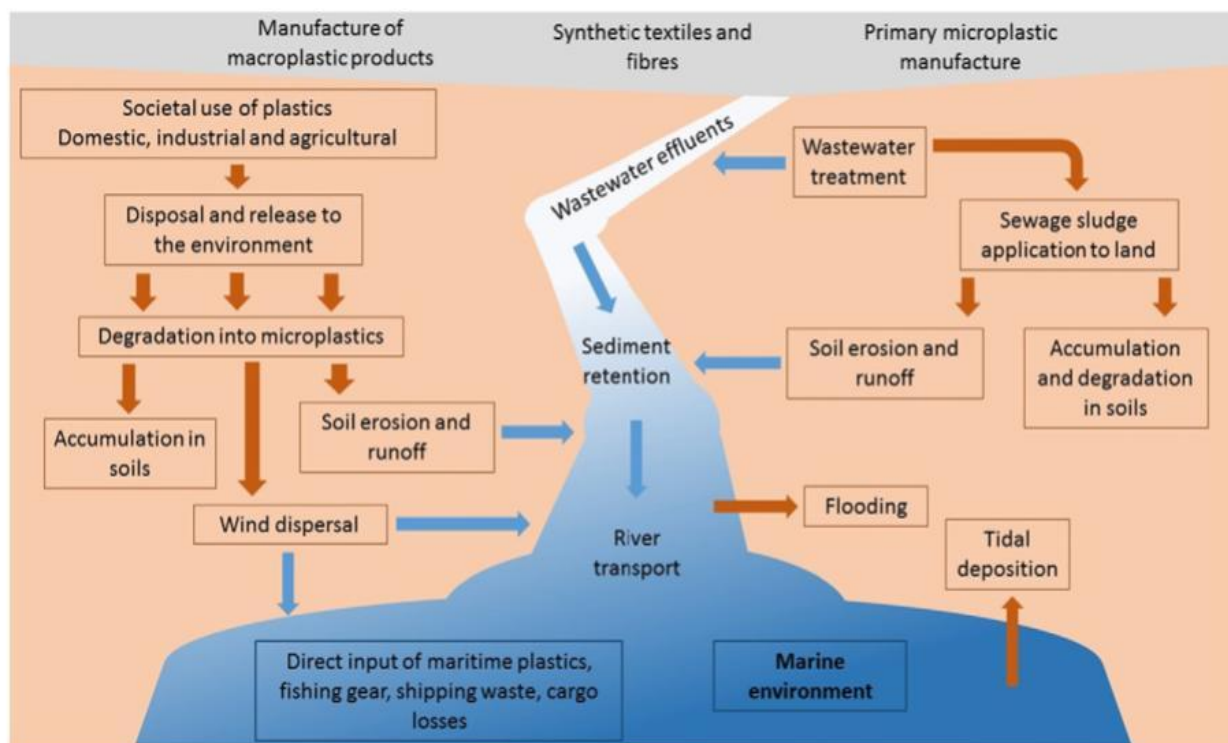 Manufacture of
macroplastic products
Synthetic textiles and
fibres
Primary microplastic
manufacture
Societal use of plastics
Domestic, industrial and agricultural
Wastewater effluents
Wastewater
treatment
Disposal and release to
the environment
Sewage sludge
application to land
Degradation into microplastics
Sediment
retention
Soil erosion and
runoff
Accumulation
and degradation
in soils
Accumulation in
soils
Soil erosion and
runoff
Wind dispersal
River
transport
Flooding
Tidal
deposition
Direct input of maritime plastics,
fishing gear, shipping waste, cargo
losses
Marine
environment